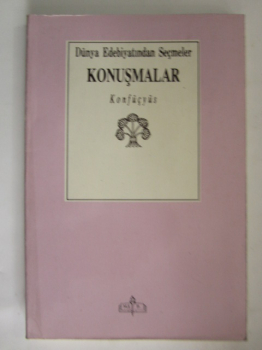 Dünya Edebiyatından Seçmeler
KONUŞMALAR
Konfüçyüs